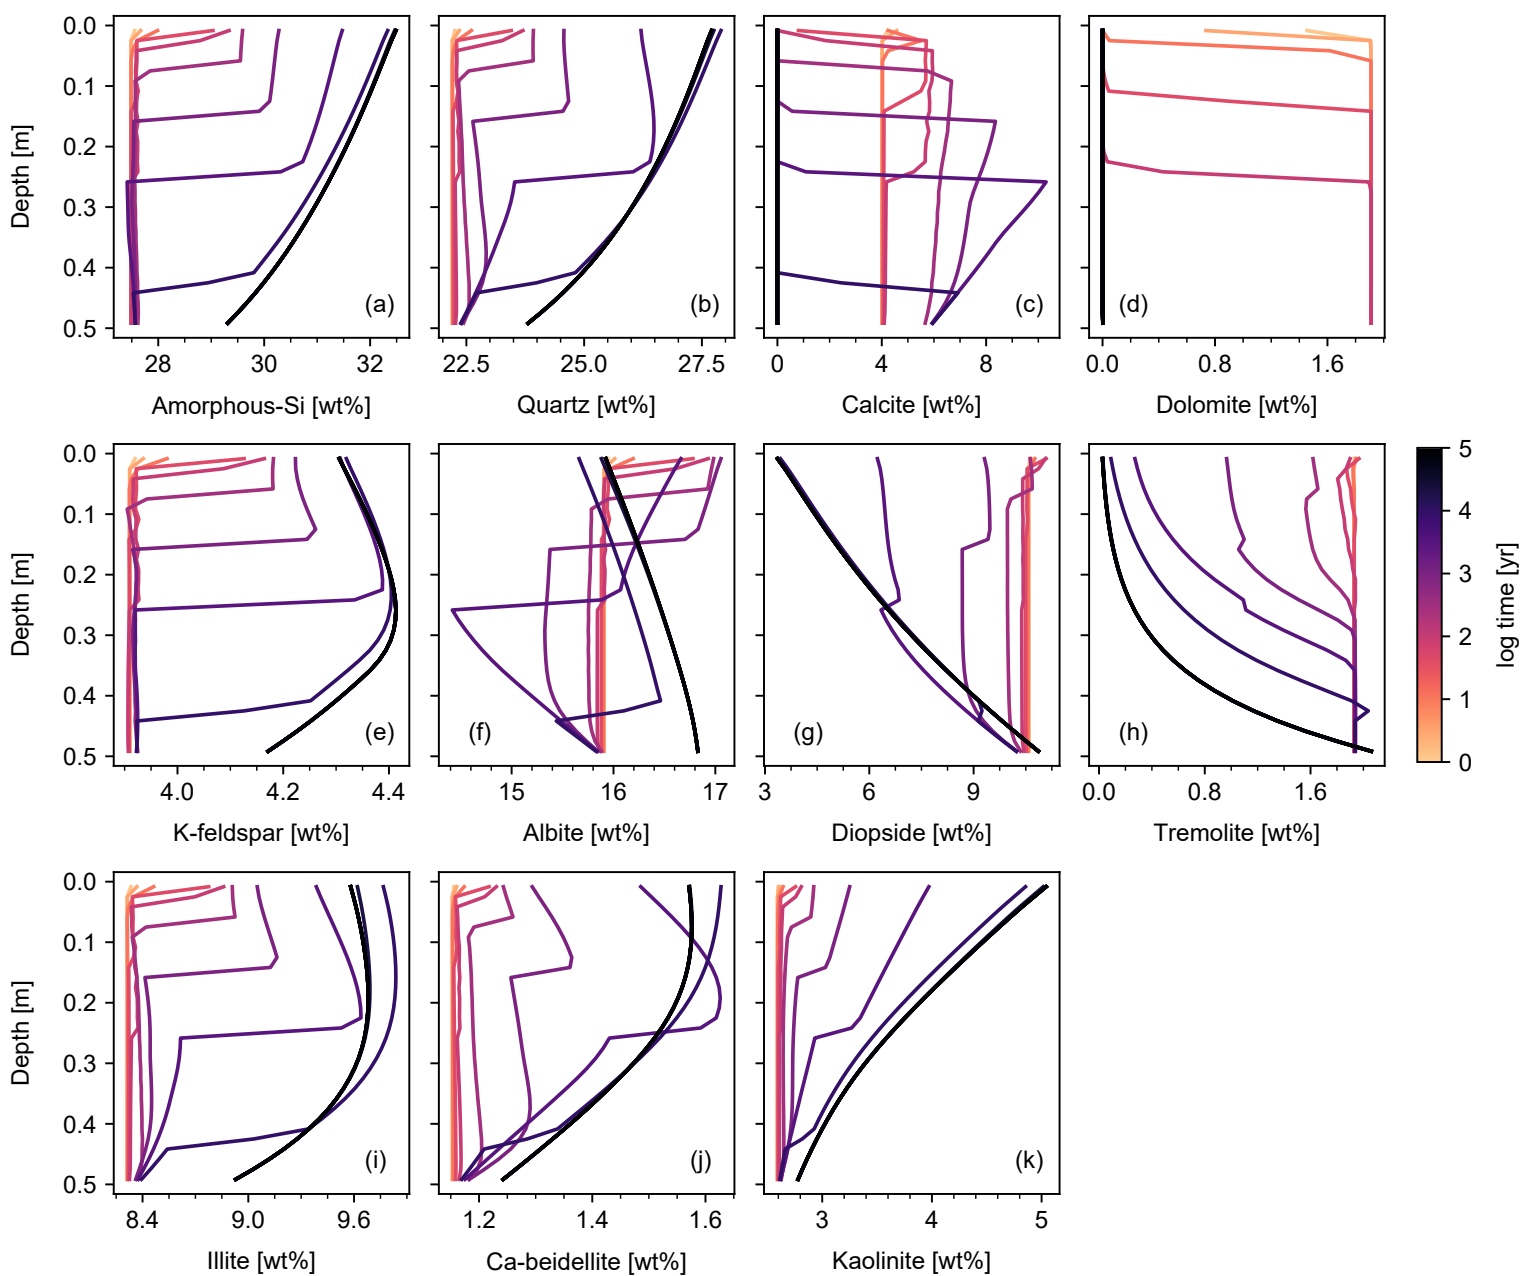 0.0
0.1
0.2
0.3
0.4
0.5
Depth [m]
28
30
32
Amorphous-Si [wt%]
(a)
22.5
25.0
27.5
Quartz [wt%]
(b)
0
4
8
Calcite [wt%]
(c)
0.0
0.8
1.6
Dolomite [wt%]
(d)
0.0
0.1
0.2
0.3
0.4
0.5
Depth [m]
4.0
4.2
4.4
K-feldspar [wt%]
(e)
15
16
17
Albite [wt%]
(f)
3
6
9
Diopside [wt%]
(g)
0.0
0.8
1.6
Tremolite [wt%]
(h)
5
4
3
2
1
0
log time [yr]
0.0
0.1
0.2
0.3
0.4
0.5
Depth [m]
8.4
9.0
9.6
Illite [wt%]
(i)
1.2
1.4
1.6
Ca-beidellite [wt%]
(j)
3
4
5
Kaolinite [wt%]
(k)